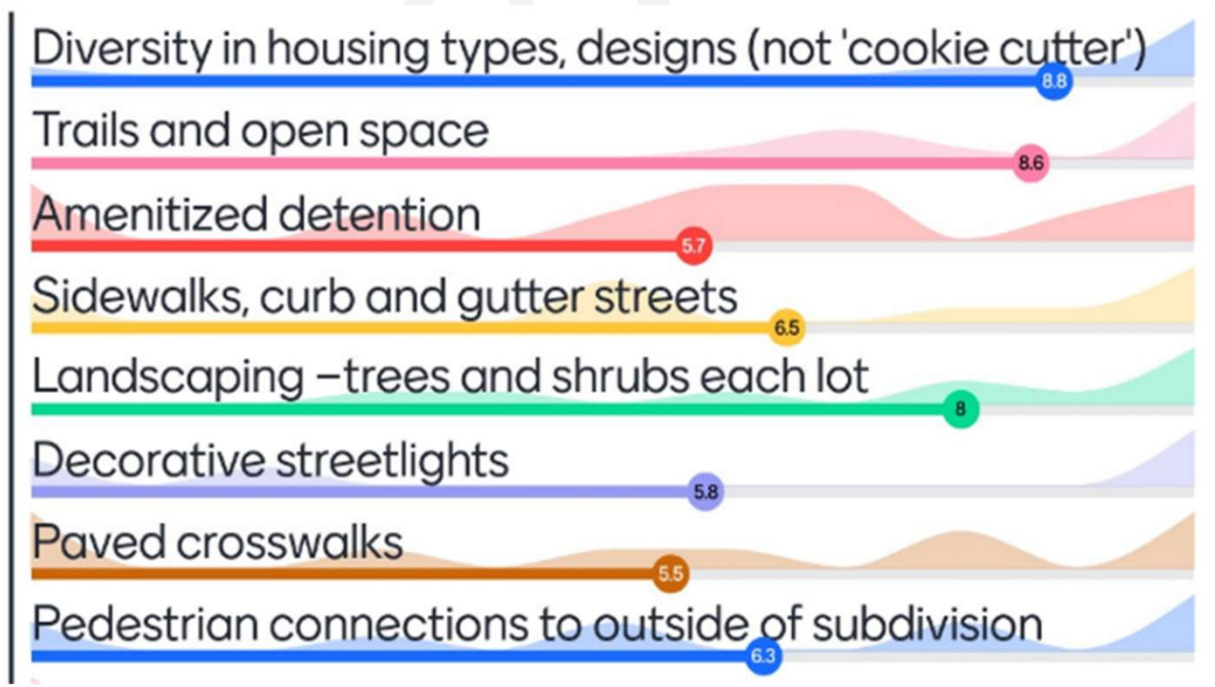 Diversity in housing types, designs (not 'cookie cutter')
8.8
Trails and open space
8.6
Amenitized detention
5.7
Sidewalks, curb and gutter streets
6.5
Landscaping –trees and shrubs each lot
8
Decorative streetlights
5.8
Paved crosswalks
5.5
Pedestrian connections to outside of subdivision
6.3